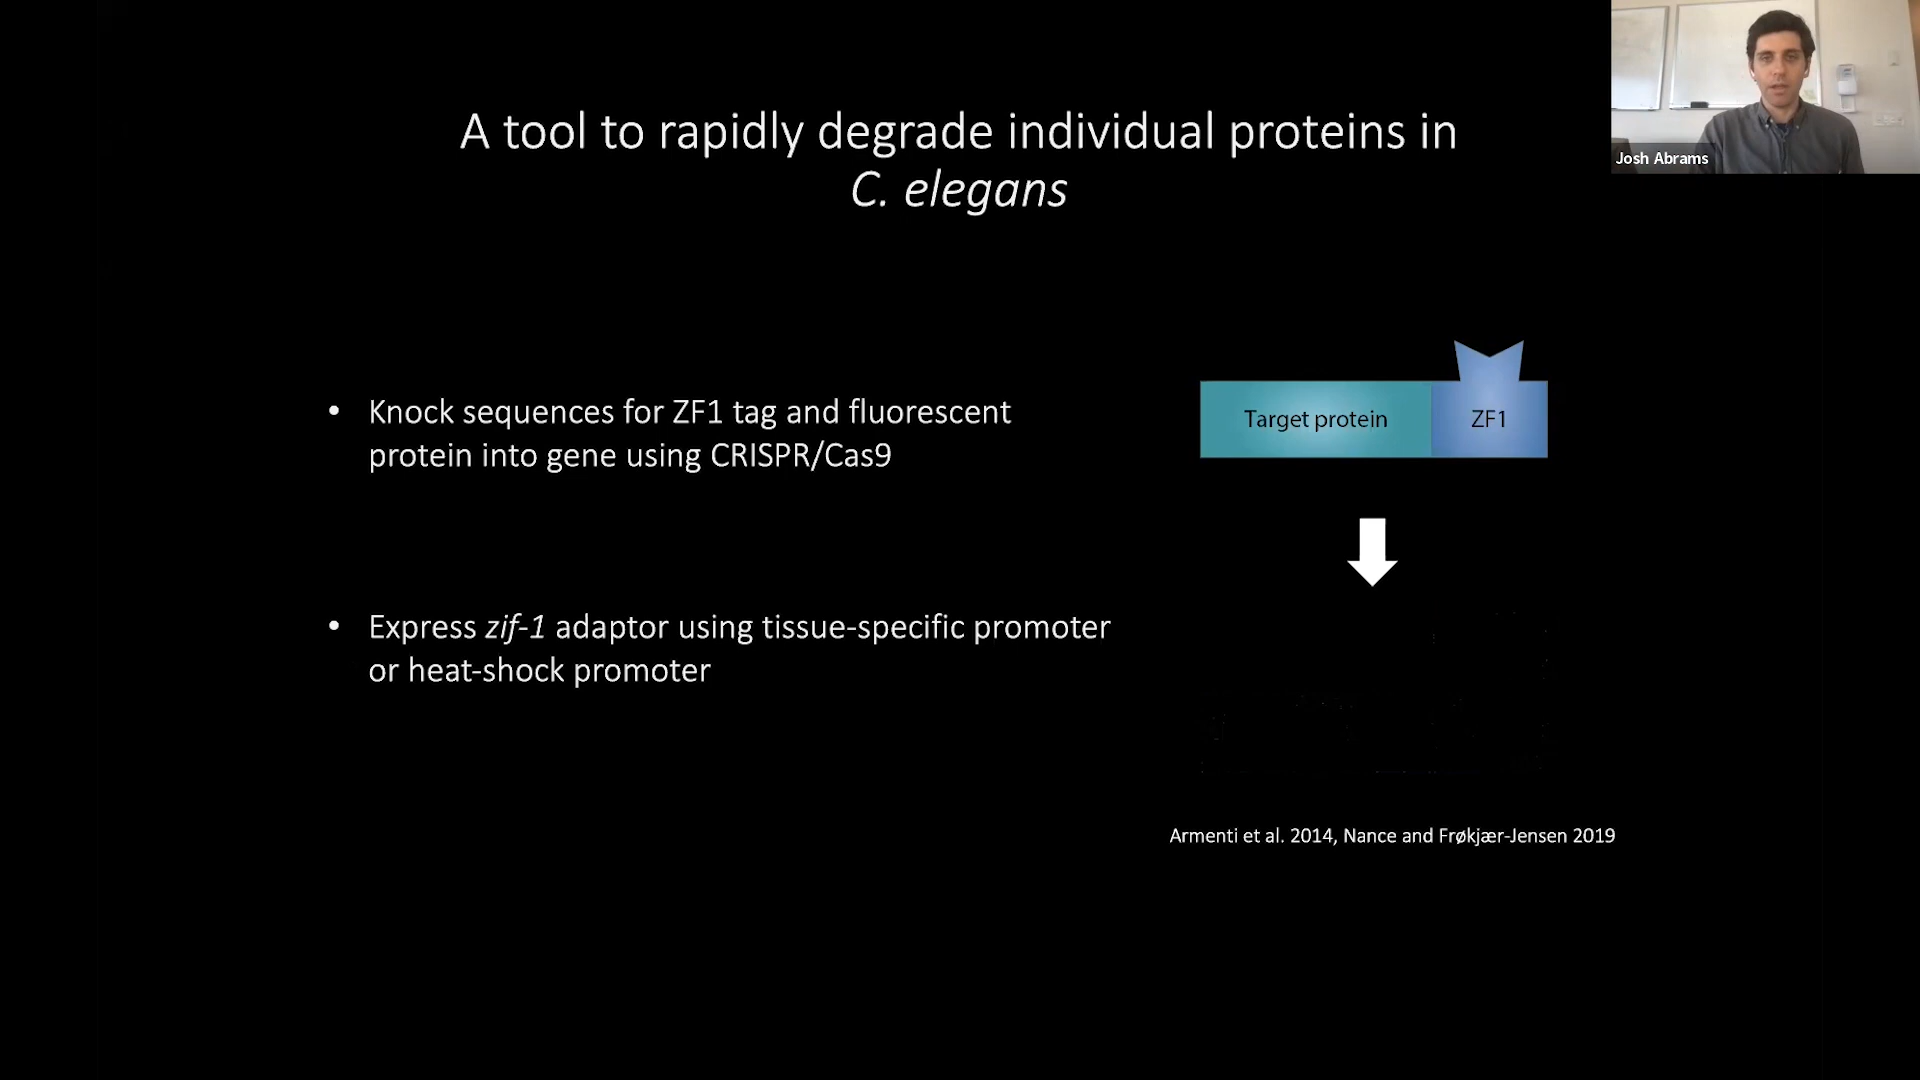 A tool to rapidly degrade individual proteins in
C. elegans
Josh Abrams
• Knock sequences for ZF1 tag and fluorescent
protein into gene using CRISPR/Cas9
Target protein
ZF1
• Express zif-1 adaptor using tissue-specific promoter
or heat-shock promoter
Armenti et al. 2014, Nance and Frøkjær-Jensen 2019